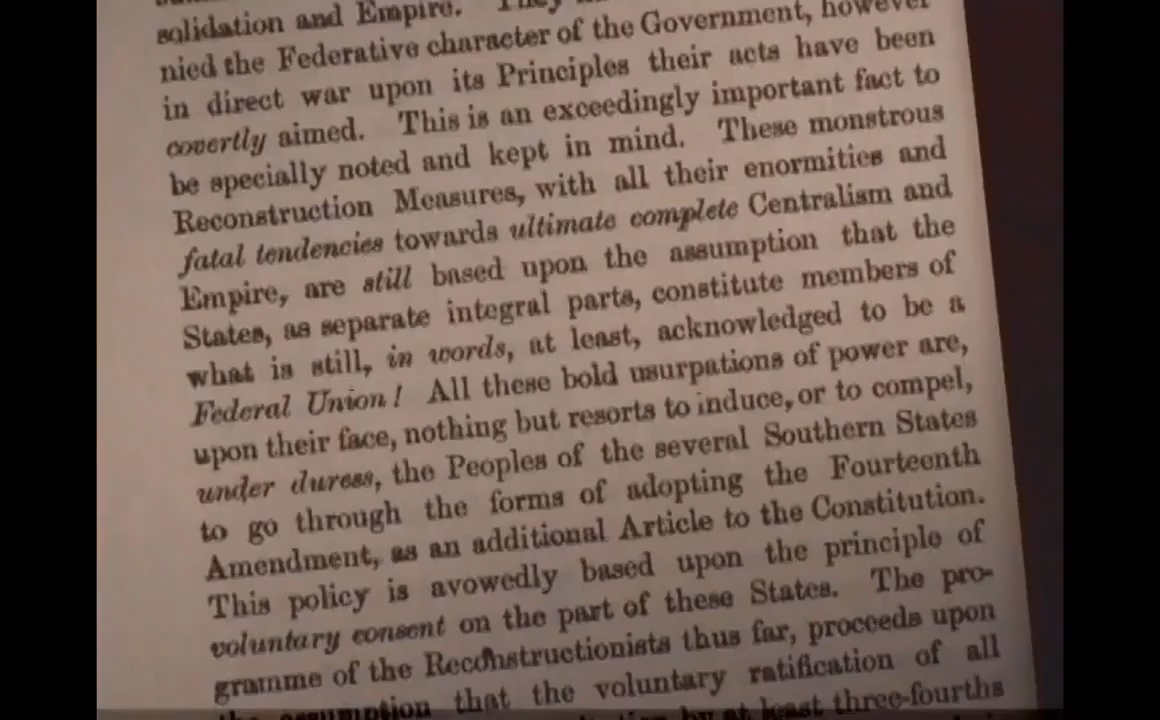 solidation and Empire. They
nied the Federative character of the Government, however
in direct war upon its Principles their acts have been
covertly aimed. This is an exceedingly important fact to
be specially noted and kept in mind. These monstrous
Reconstruction Measures, with all their enormities and
fatal tendencies towards ultimate complete Centralism and
Empire, are still based upon the assumption that the
States, as separate integral parts, constitute members of
what is still, in words, at least, acknowledged to be a
Federal Union! All these bold usurpations of power are,
upon their face, nothing but resorts to induce, or to compel,
under duress, the Peoples of the several Southern States
to go through the forms of adopting the Fourteenth
Amendment, as an additional Article to the Constitution.
This policy is avowedly based upon the principle of
voluntary consent on the part of these States. The pro-
gramme of the Reconstructionists thus far, proceeds upon
the assumption that the voluntary ratification of all
by at least three-fourths